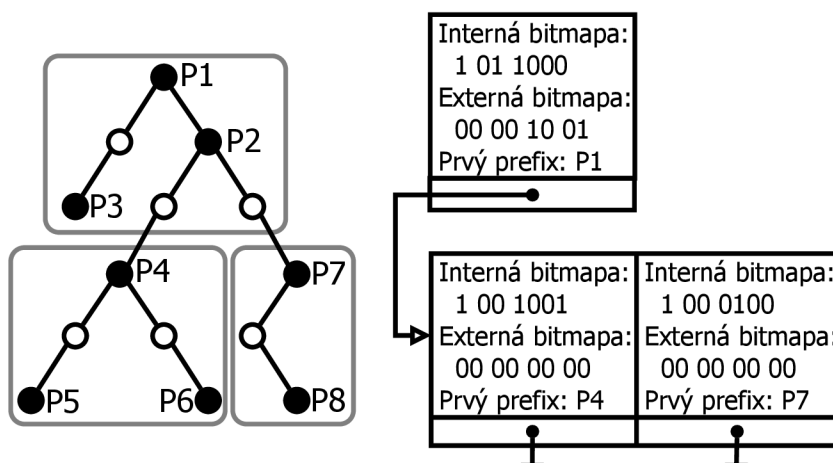 P1
P2
P3
P4
P7
P5
P6
P8
Interná bitmapa:
1 01 1000
Externá bitmapa:
00 00 10 01
Prvý prefix: P1
Interná bitmapa:
1 00 1001
Externá bitmapa:
00 00 00 00
Prvý prefix: P4
Interná bitmapa:
1 00 0100
Externá bitmapa:
00 00 00 00
Prvý prefix: P7